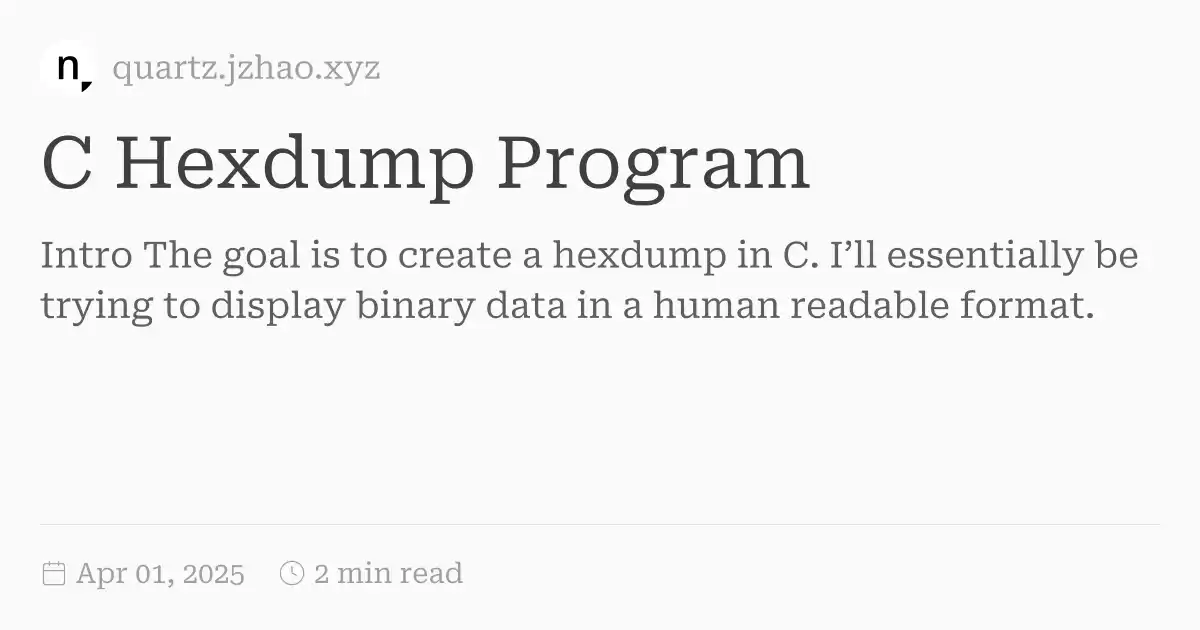 n
quartz.jzhao.xyz
C Hexdump Program
Intro The goal is to create a hexdump in C. I’ll essentially be
trying to display binary data in a human readable format.
Apr 01, 2025 2 min read